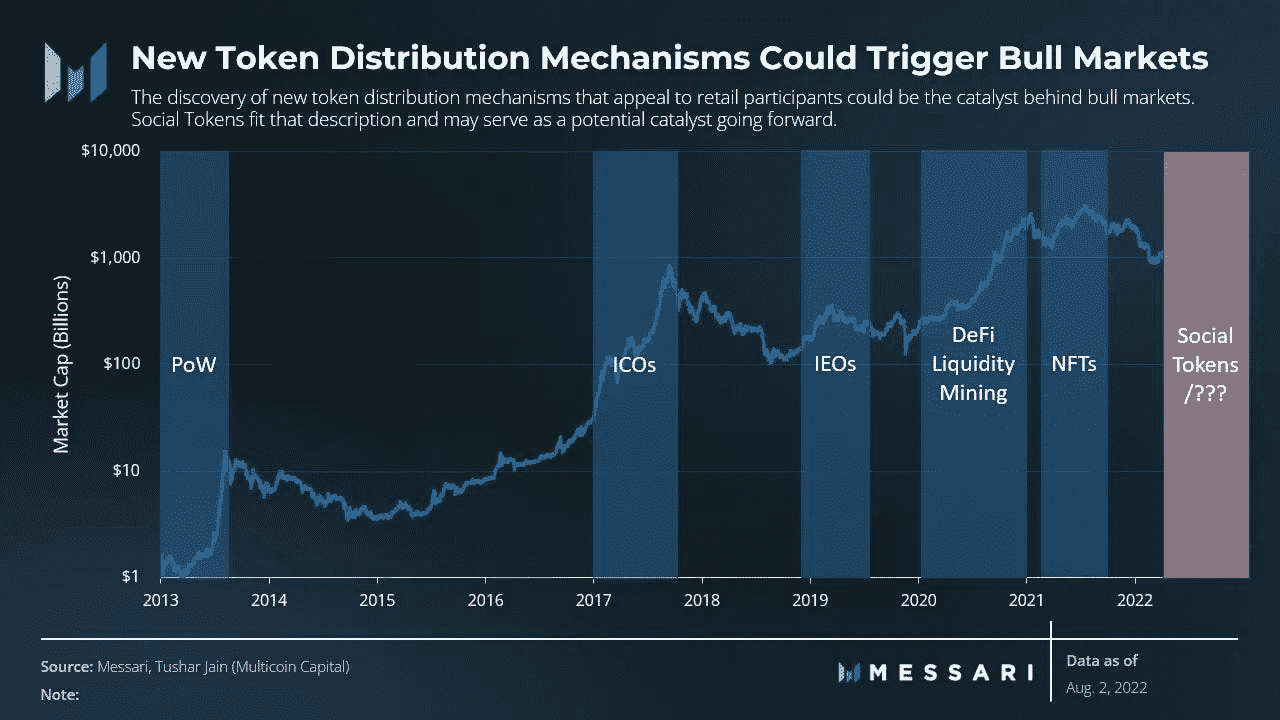 New Token Distribution Mechanisms Could Trigger Bull Markets
The discovery of new token distribution mechanisms that appeal to retail participants could be the catalyst behind bull markets.
Social Tokens fit that description and may serve as a potential catalyst going forward.
$10,000
$1,000
$100
$10
$1
Market Cap (Billions)
PoW
ICOs
IEOs
DeFi
Liquidity
Mining
NFTs
Social
Tokens
/???
2013
2014
2015
2016
2017
2018
2019
2020
2021
2022
Source: Messari, Tushar Jain (Multicoin Capital)
Note:
MESSARI
Data as of
Aug. 2, 2022